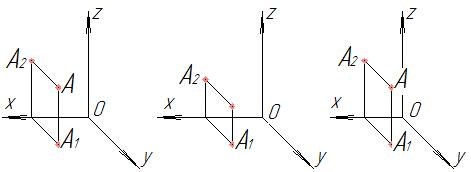 z z z
A₂ A A₂ A₂ A
x O x O x O
A₁ A₁ A₁
y y y